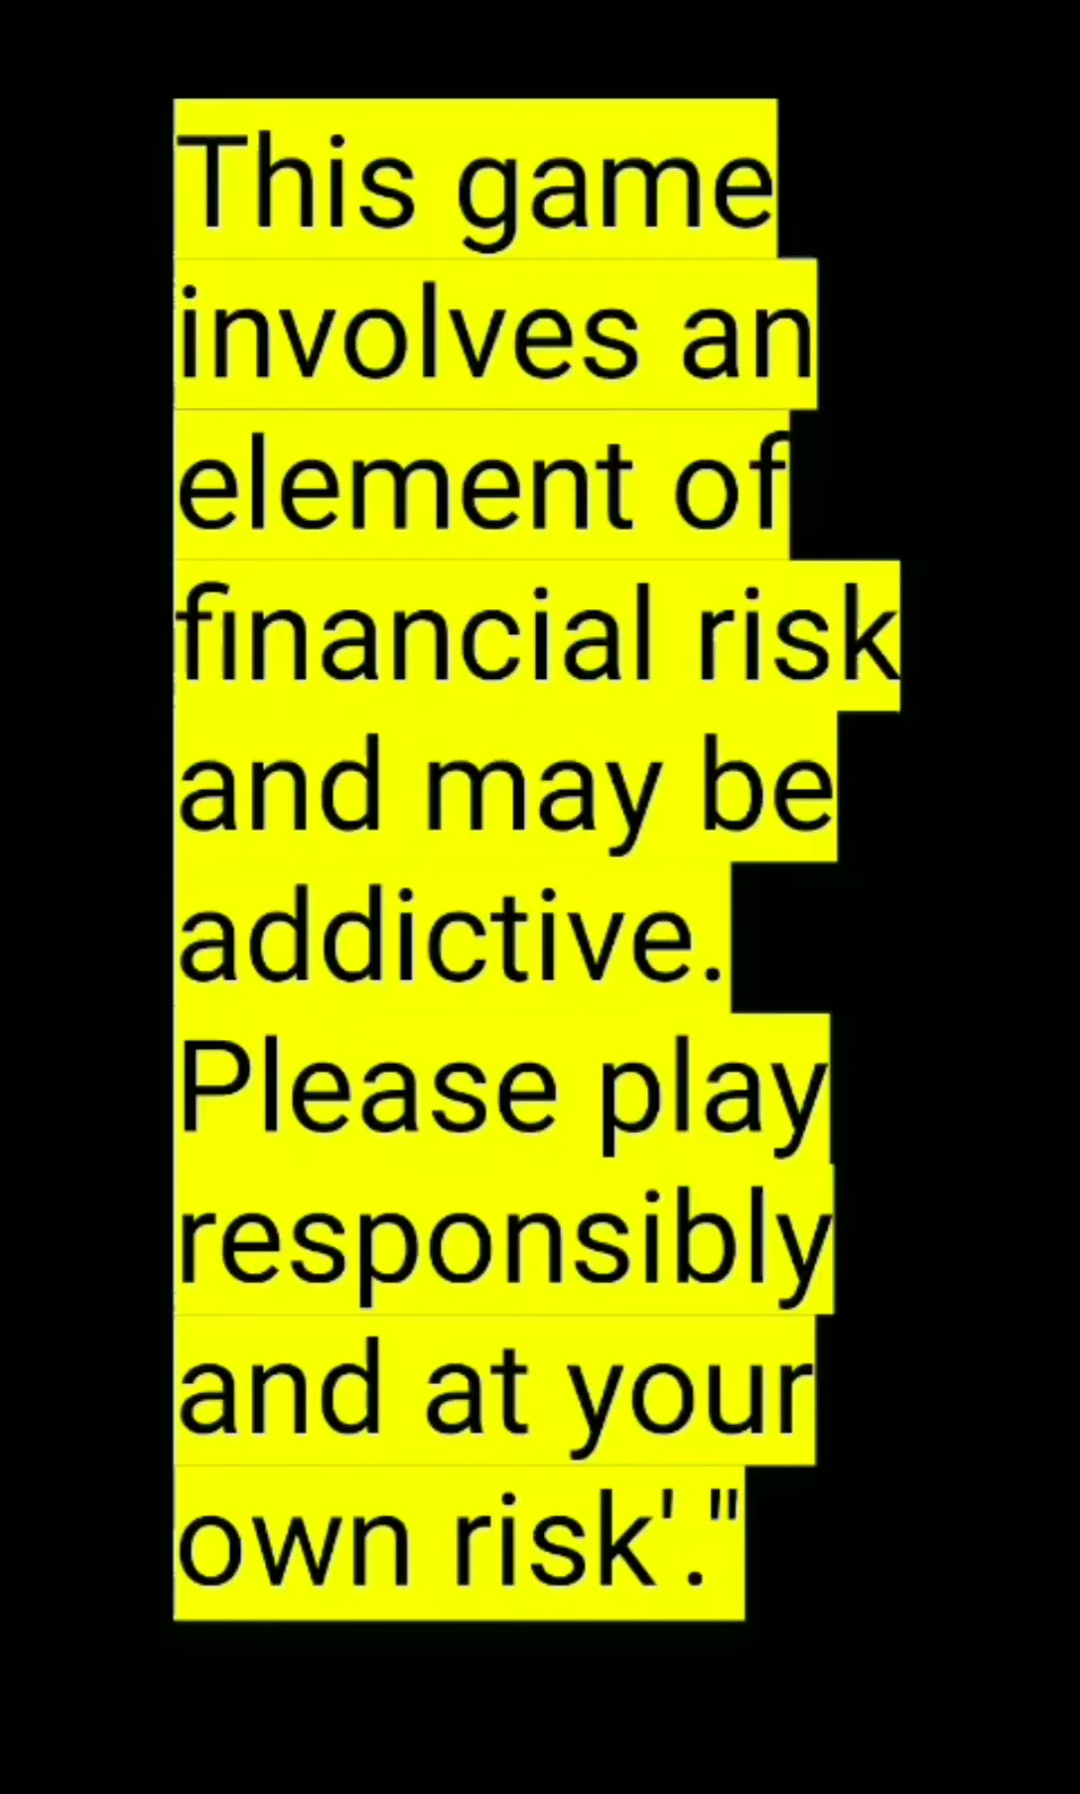 This game
involves an
element of
financial risk
and may be
addictive.
Please play
responsibly
and at your
own risk'."